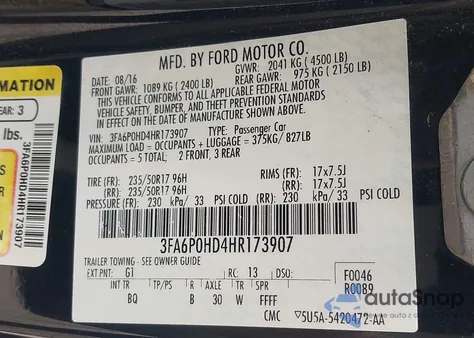 MFD. BY FORD MOTOR CO.
DATE: 08/16 GVWR: 2041 KG ( 4500 LB)
FRONT GAWR: 1089 KG ( 2400 LB) REAR GAWR: 975 KG ( 2150 LB)
THIS VEHICLE CONFORMS TO ALL APPLICABLE FEDERAL MOTOR
VEHICLE SAFETY, BUMPER, AND THEFT PREVENTION STANDARDS IN
EFFECT ON THE DATE OF MANUFACTURE SHOWN ABOVE.
VIN: 3FA6P0HD4HR173907 TYPE: Passenger Car
MAXIMUM LOAD = OCCUPANTS + LUGGAGE = 375KG/ 827LB
OCCUPANTS = 5 TOTAL: 2 FRONT, 3 REAR
TIRE (FR): 235/50R17 96H RIMS (FR): 17x7.5J
TIRE (RR): 235/50R17 96H (RR): 17x7.5J
PRESSURE (FR): 230 kPa/ 33 PSI COLD (RR): 230 kPa/ 33 PSI COLD
3FA6P0HD4HR173907
TRAILER TOWING - SEE OWNER GUIDE
EXT PNT: G1 RC: 13 DSO: F0046
R0089
INT TR TP/PS R AXLE TR SPR
BQ B 30 W FFFF
CMC 5U5A-5420472-AA
RMATION
EAR: 3
lbs.
3FA6P0HD4HR173907
autoSnap